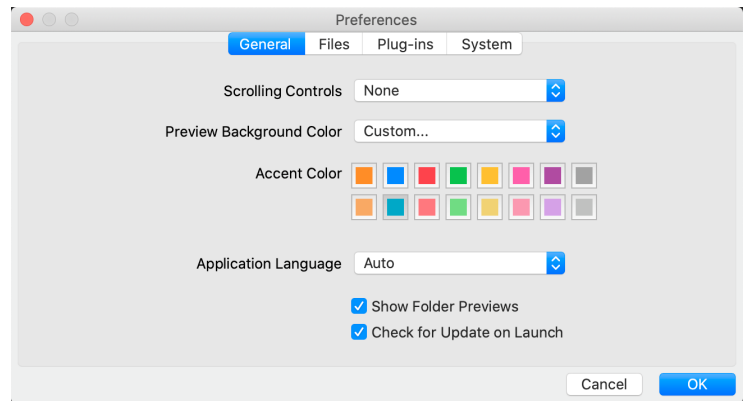 Preferences
General Files Plug-ins System
Scrolling Controls None
Preview Background Color Custom...
Accent Color
Application Language Auto
Show Folder Previews
Check for Update on Launch
Cancel OK